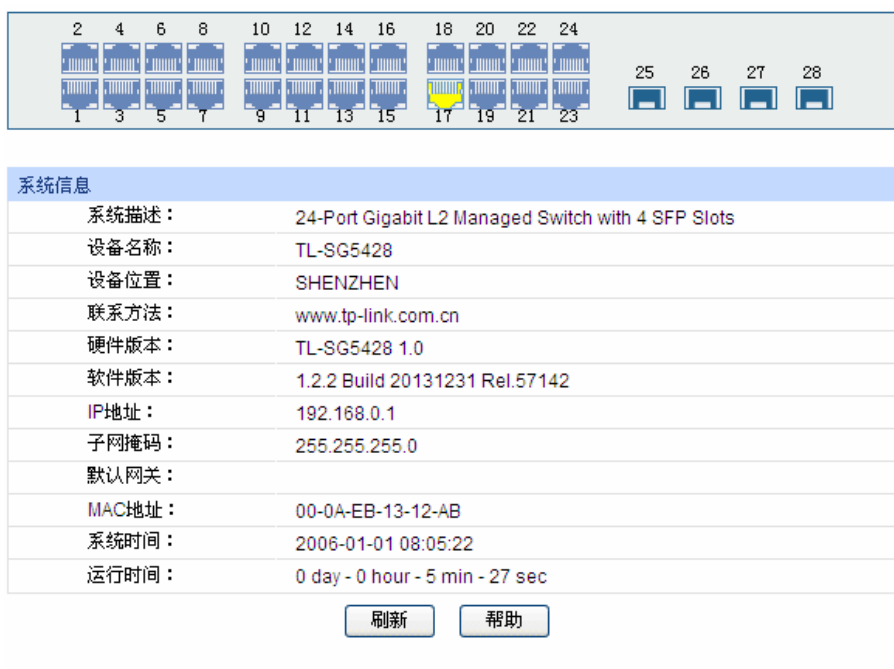 2 4 6 8 10 12 14 16 18 20 22 24
25 26 27 28
1 3 5 7 9 11 13 15 17 19 21 23
系统信息
系统描述： 24-Port Gigabit L2 Managed Switch with 4 SFP Slots
设备名称： TL-SG5428
设备位置： SHENZHEN
联系方法： www.tp-link.com.cn
硬件版本： TL-SG5428 1.0
软件版本： 1.2.2 Build 20131231 Rel.57142
IP地址： 192.168.0.1
子网掩码： 255.255.255.0
默认网关：
MAC地址： 00-0A-EB-13-12-AB
系统时间： 2006-01-01 08:05:22
运行时间： 0 day - 0 hour - 5 min - 27 sec
刷新 帮助